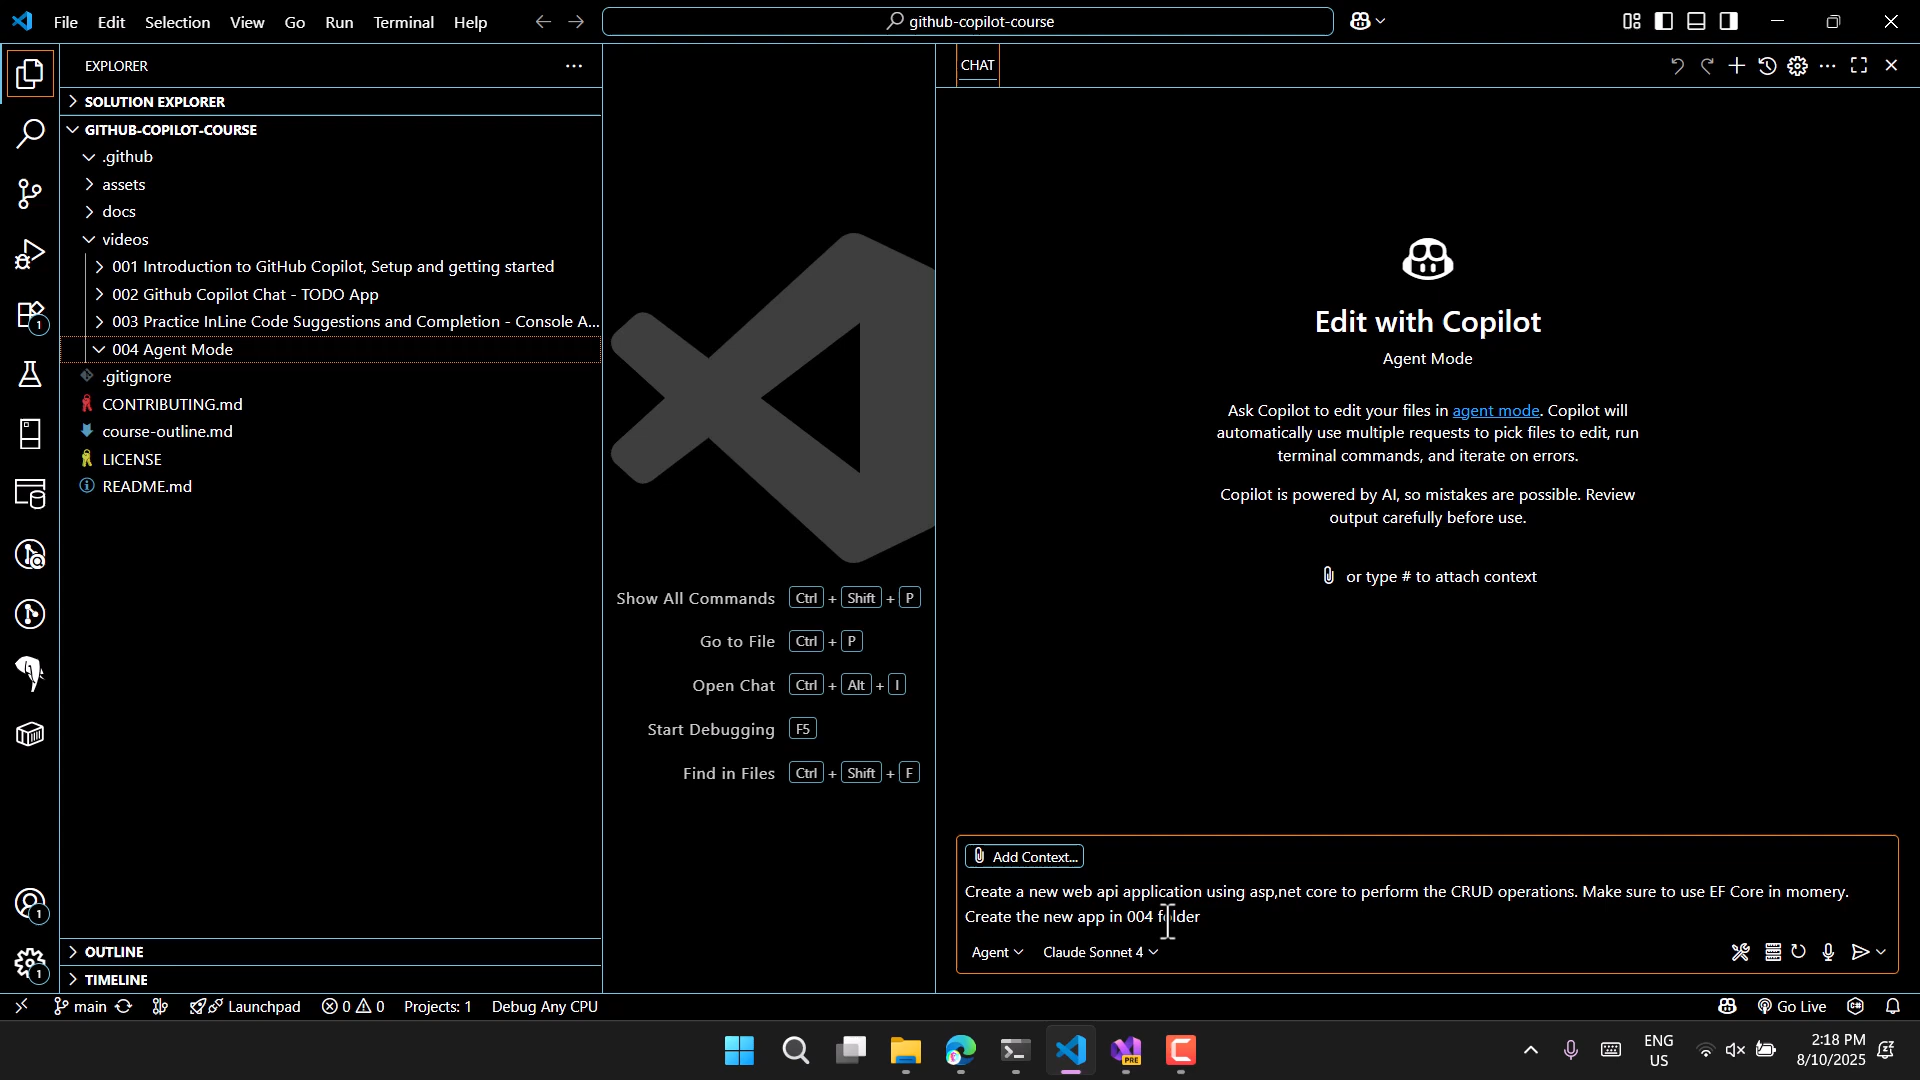 File Edit Selection View Go Run Terminal Help
github-copilot-course
EXPLORER
SOLUTION EXPLORER
GITHUB-COPILOT-COURSE
.github
assets
docs
videos
001 Introduction to GitHub Copilot, Setup and getting started
002 Github Copilot Chat - TODO App
003 Practice InLine Code Suggestions and Completion - Console A...
004 Agent Mode
.gitignore
CONTRIBUTING.md
course-outline.md
LICENSE
README.md
OUTLINE
TIMELINE
1
1
1
Show All Commands Ctrl + Shift + P
Go to File Ctrl + P
Open Chat Ctrl + Alt + I
Start Debugging F5
Find in Files Ctrl + Shift + F
CHAT
Edit with Copilot
Agent Mode
Ask Copilot to edit your files in agent mode. Copilot will
automatically use multiple requests to pick files to edit, run
terminal commands, and iterate on errors.
Copilot is powered by AI, so mistakes are possible. Review
output carefully before use.
or type # to attach context
Add Context...
Create a new web api application using asp,net core to perform the CRUD operations. Make sure to use EF Core in momery.
Create the new app in 004 folder
Agent Claude Sonnet 4
main Launchpad 0 0 Projects: 1 Debug Any CPU
Go Live
PRE
ENG
US
2:18 PM
8/10/2025